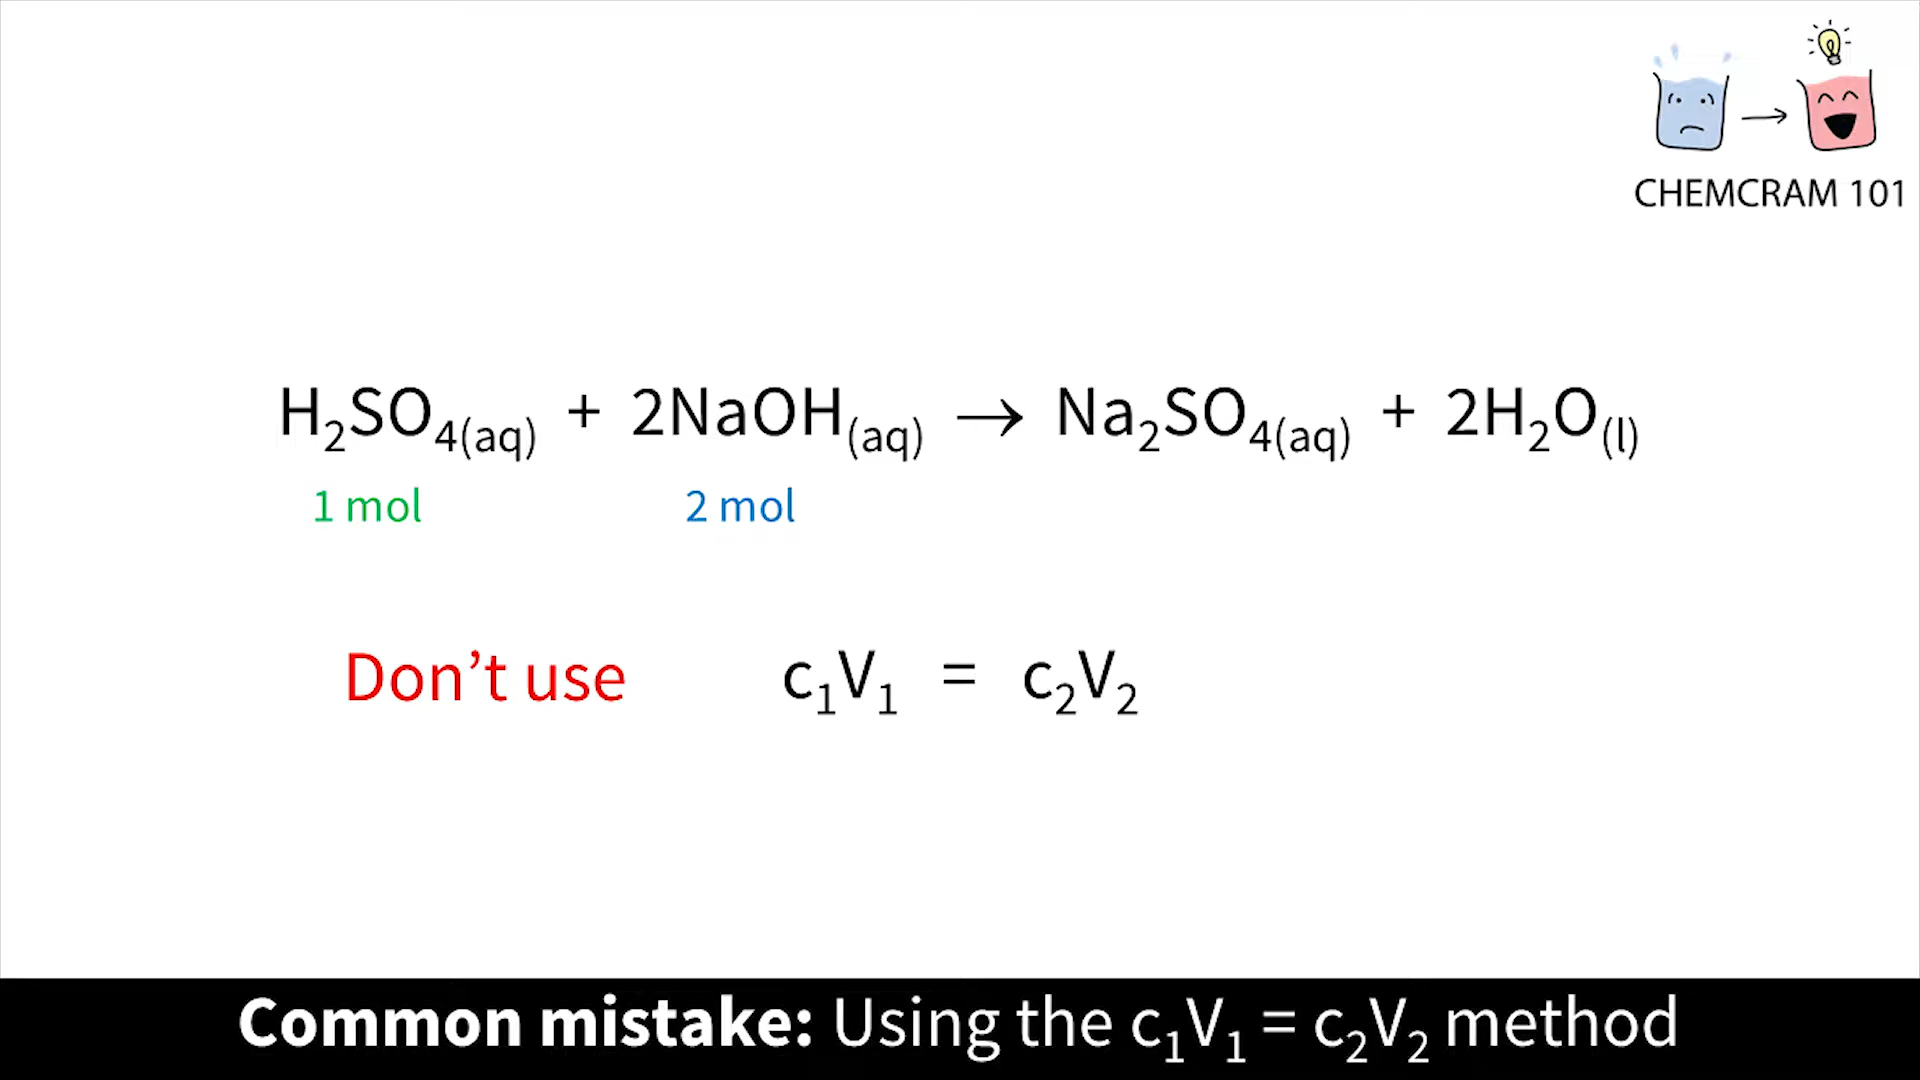 CHEMCRAM 101
H₂SO₄(aq) + 2NaOH(aq) → Na₂SO₄(aq) + 2H₂O(l)
1 mol 2 mol
Don’t use c₁V₁ = c₂V₂
Common mistake: Using the c₁V₁ = c₂V₂ method